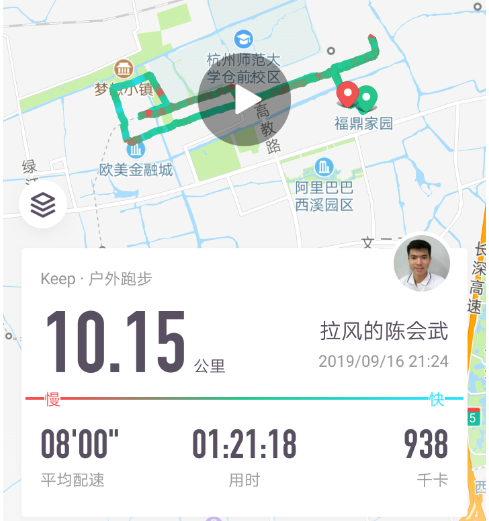 杭州师范大
学仓前校区
梦想小镇
福鼎家园
高教路
欧美金融城
阿里巴巴
西溪园区
绿
文二
长深高速
Keep · 户外跑步
10.15 公里
拉风的陈会武
2019/09/16 21:24
慢
快
5
08'00" 01:21:18 938
平均配速 用时 千卡
西